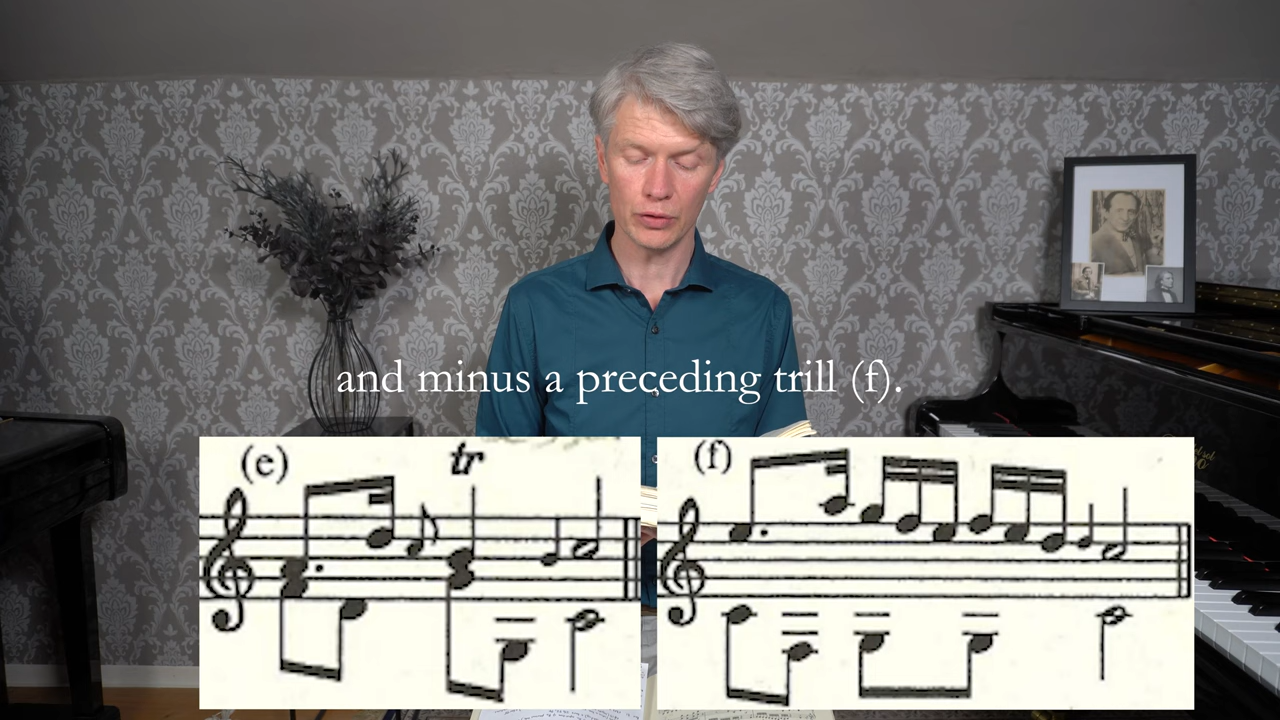 and minus a preceding trill (f).
(e)
tr
(f)